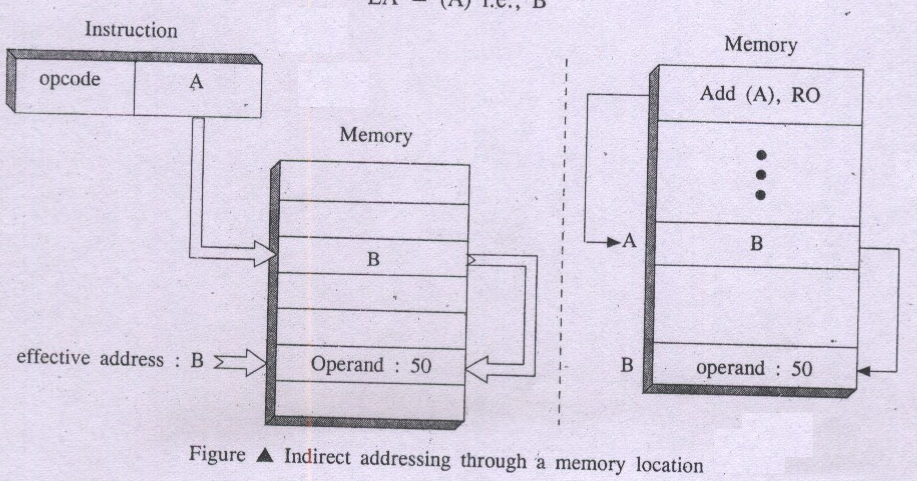 EA = (A) i.e., B
Instruction
opcode
A
Memory
B
effective address : B
Operand : 50
Memory
Add (A), RO
A
B
B
operand : 50
Figure ▲ Indirect addressing through a memory location